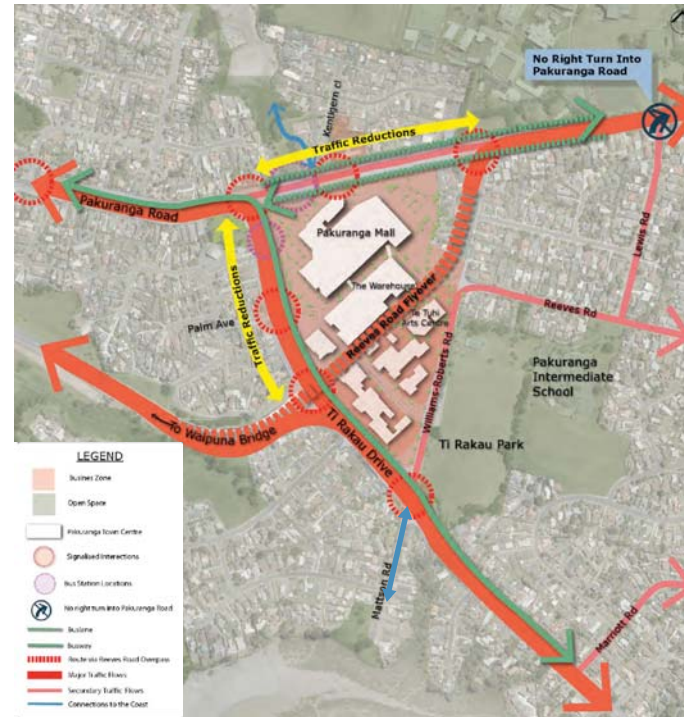 No Right Turn Into
Pakuranga Road
Kentigern cl
Traffic Reductions
Pakuranga Road
Pakuranga Mall
Lewis Rd
Traffic Reductions
The Warehouse
Palm Ave
Te Tuhi
Arts Centre
Reeves Road Flyover
Reeves Rd
Williams-Roberts Rd
Pakuranga
Intermediate
School
To Waipuna Bridge
Ti Rakau Drive
Ti Rakau Park
Mattson Rd
Marriott Rd
LEGEND
Busines Zone
Open Space
Pakuranga Town Centre
Signalised Intersections
Bus Station Locations
No right turn into Pakuranga Road
Buslane
Busway
Route via Reeves Road Overpass
Major Traffic Flows
Secondary Traffic Flows
Connections to the Coast